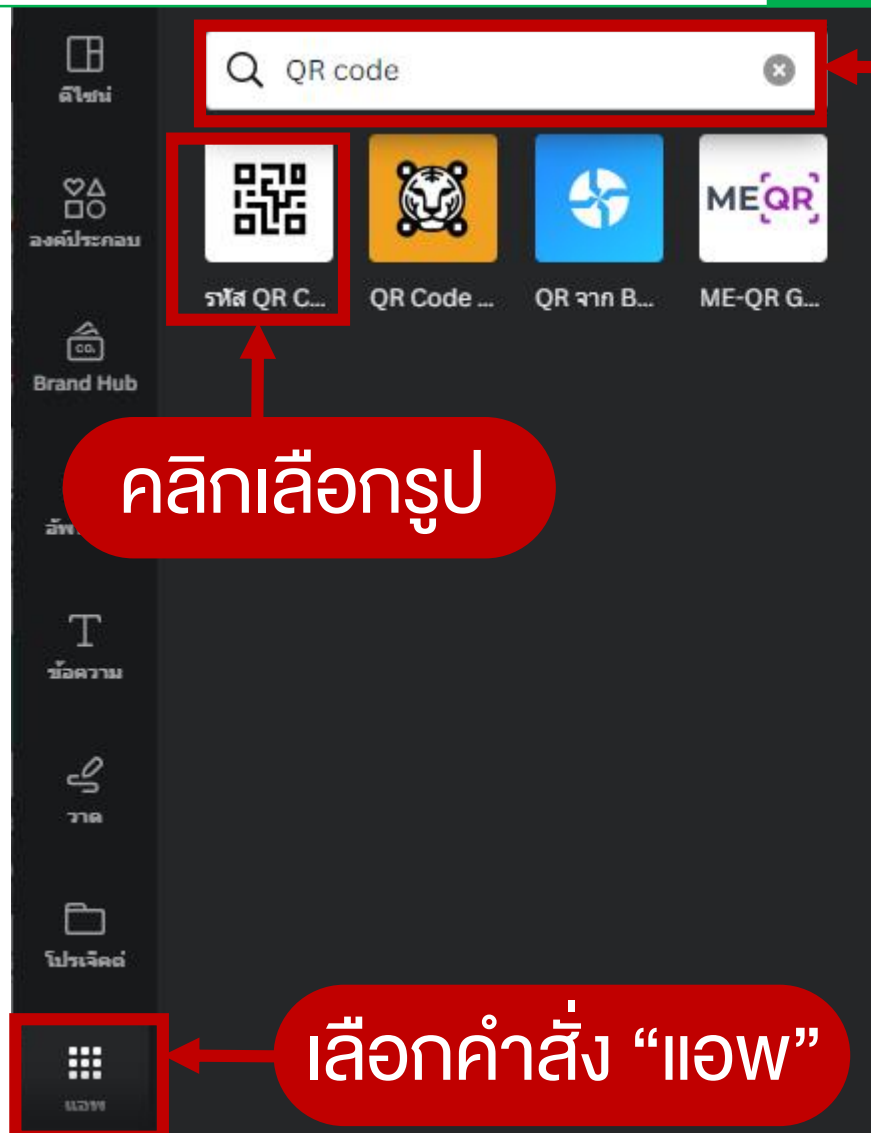 ดีไซน์
QR code
องค์ประกอบ
ME QR
รหัส QR C...
QR Code ...
QR จาก B...
ME-QR G...
CO.
Brand Hub
คลิกเลือกรูป
ข้อความ
วาด
โปรเจ็คต์
เลือกคำสั่ง “แอพ”
แอพ